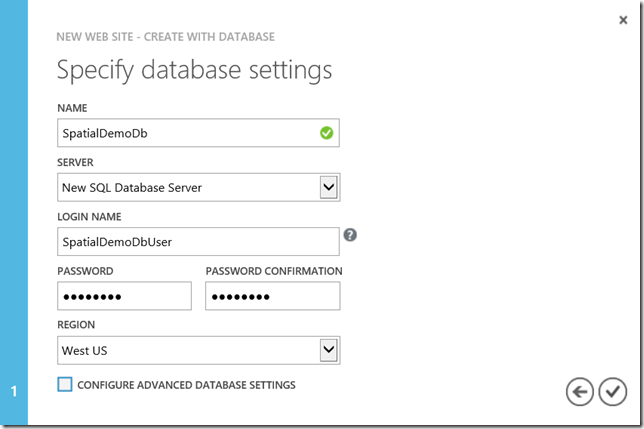 NEW WEB SITE - CREATE WITH DATABASE
Specify database settings
NAME
SpatialDemoDb
SERVER
New SQL Database Server
LOGIN NAME
SpatialDemoDbUser
?
PASSWORD PASSWORD CONFIRMATION
●●●●●●●● ●●●●●●●●
REGION
West US
CONFIGURE ADVANCED DATABASE SETTINGS
1